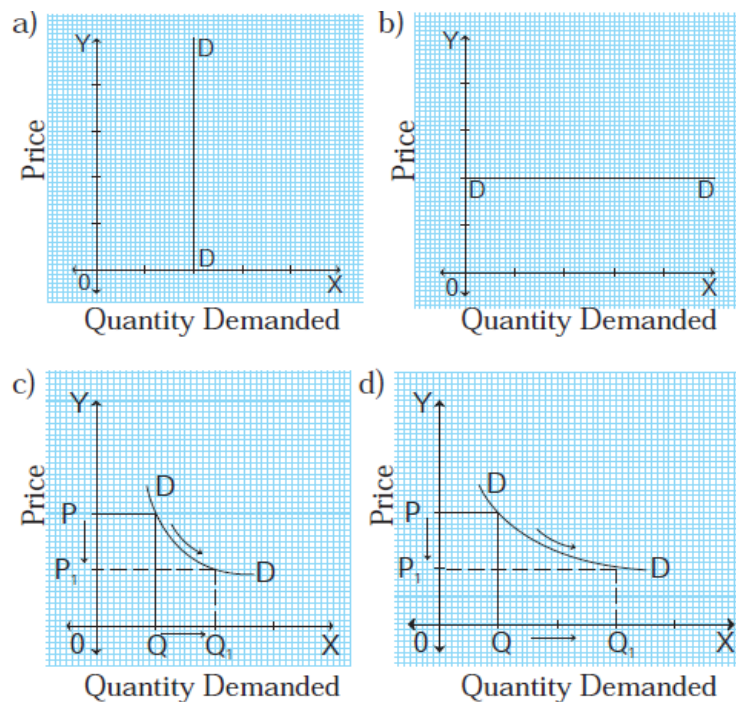 a)
Y
D
Price
D
0
X
Quantity Demanded
b)
Y
Price
D
D
0
X
Quantity Demanded
c)
Y
D
Price
P
P₁
D
0
Q
Q₁
X
Quantity Demanded
d)
Y
D
Price
P
P₁
D
0
Q
Q₁
X
Quantity Demanded